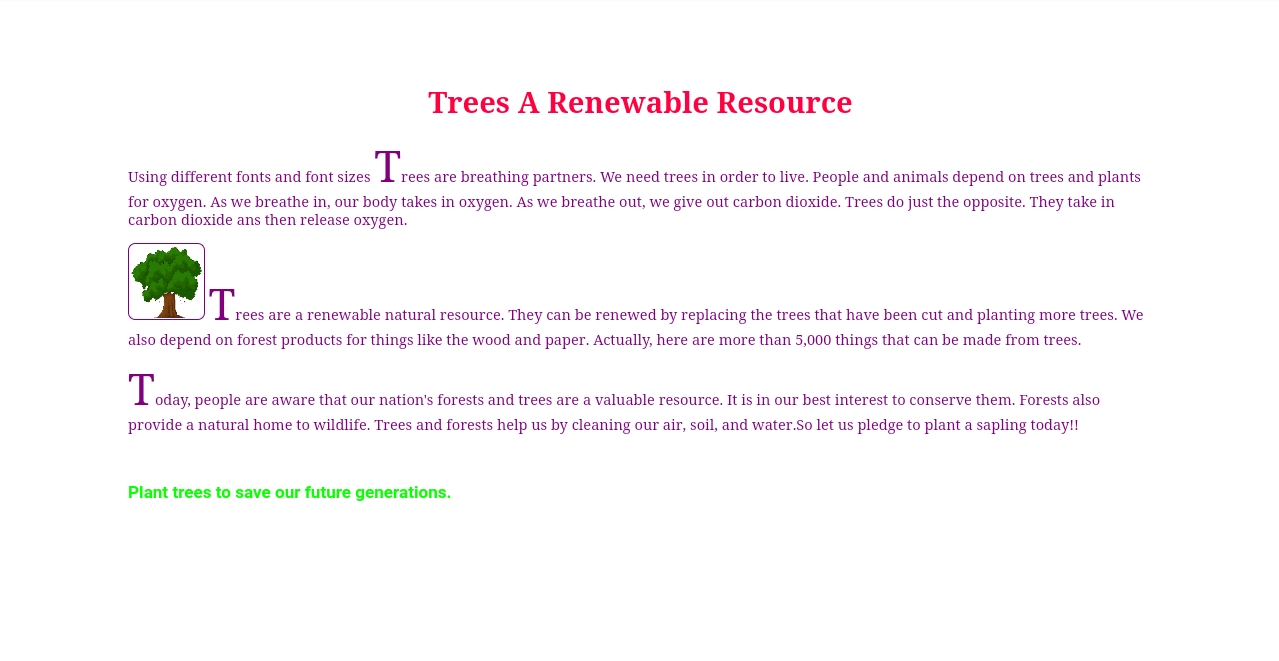 Trees A Renewable Resource
Using different fonts and font sizes Trees are breathing partners. We need trees in order to live. People and animals depend on trees and plants
for oxygen. As we breathe in, our body takes in oxygen. As we breathe out, we give out carbon dioxide. Trees do just the opposite. They take in
carbon dioxide ans then release oxygen.
Trees are a renewable natural resource. They can be renewed by replacing the trees that have been cut and planting more trees. We
also depend on forest products for things like the wood and paper. Actually, here are more than 5,000 things that can be made from trees.
Today, people are aware that our nation's forests and trees are a valuable resource. It is in our best interest to conserve them. Forests also
provide a natural home to wildlife. Trees and forests help us by cleaning our air, soil, and water.So let us pledge to plant a sapling today!!
Plant trees to save our future generations.